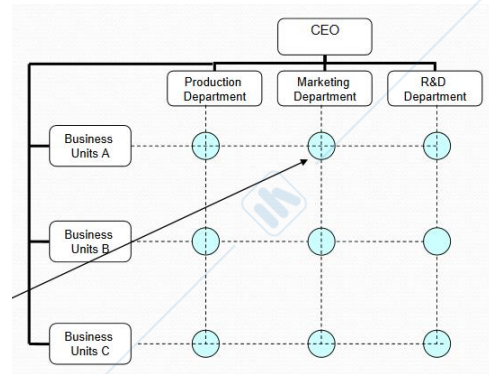 CEO
Production
Department
Marketing
Department
R&D
Department
Business
Units A
Business
Units B
Business
Units C